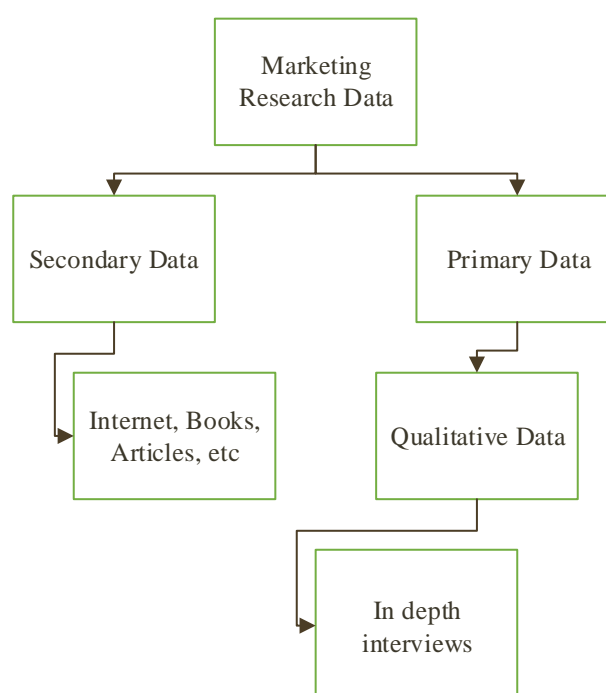 Marketing
Research Data
Secondary Data
Primary Data
Internet, Books,
Articles, etc
Qualitative Data
In depth
interviews